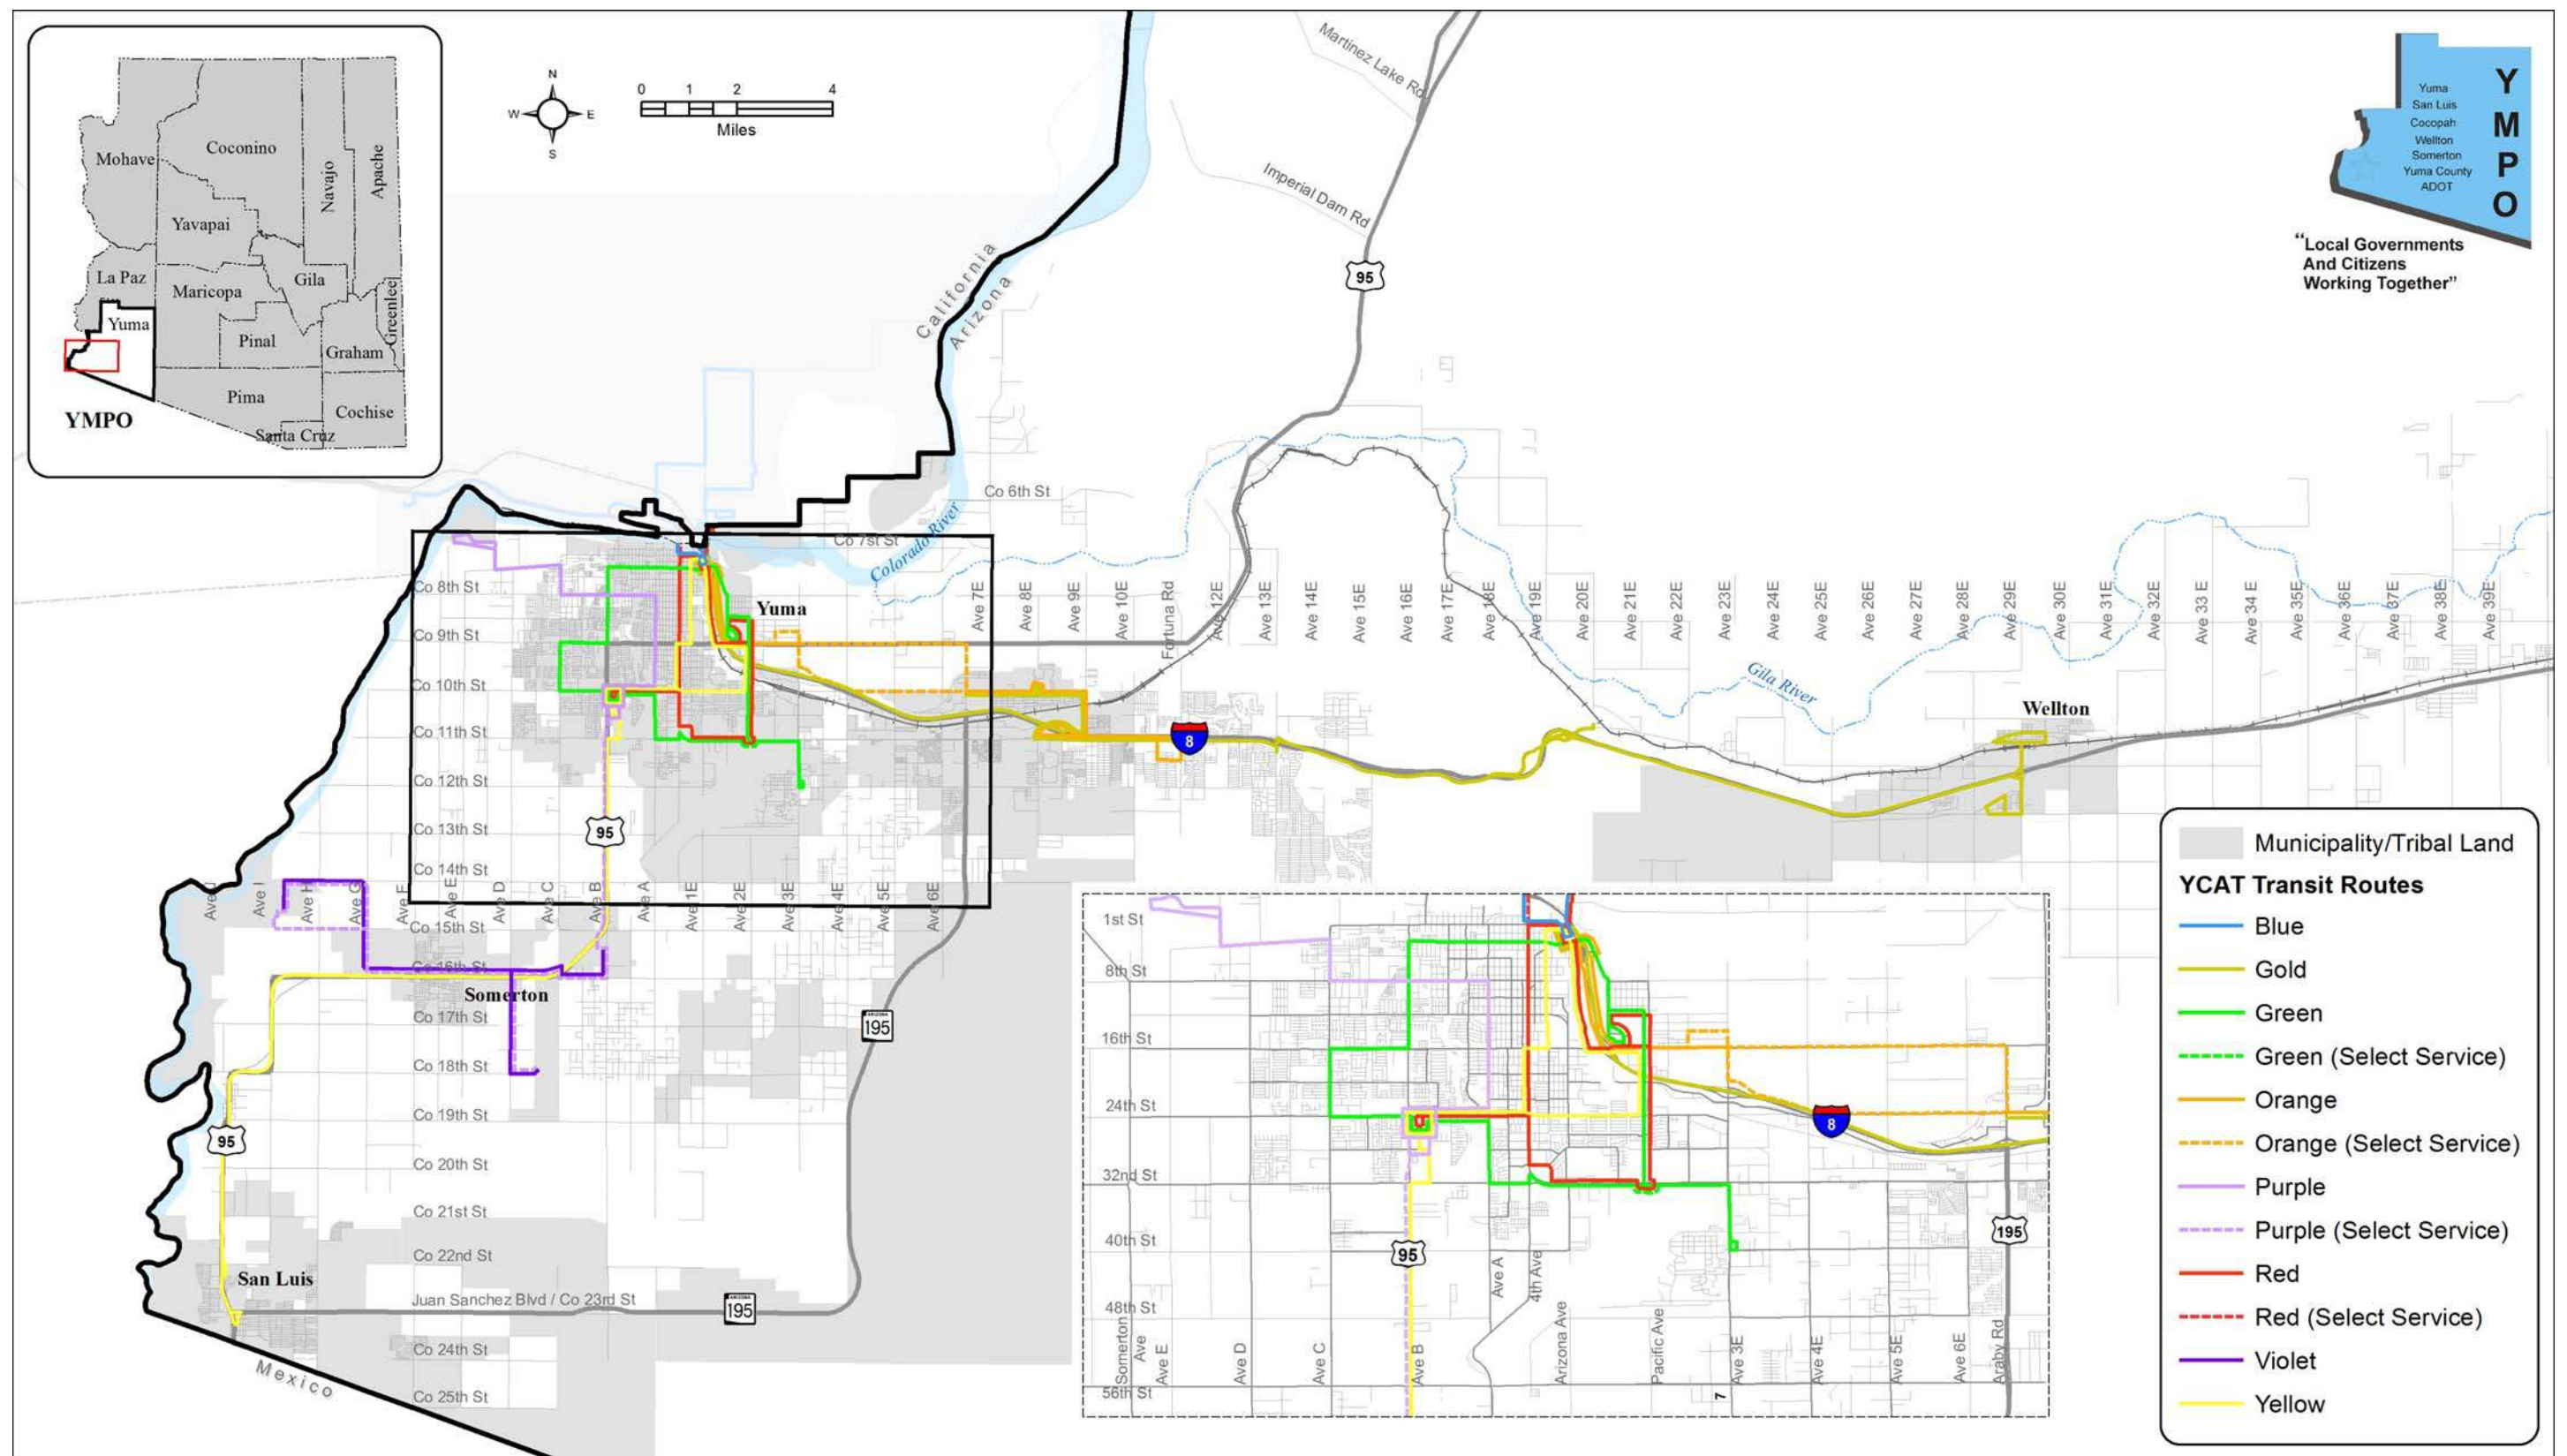 Mohave
Coconino
Navajo
Apache
Yavapai
La Paz
Maricopa
Gila
Greenlee
Yuma
Pinal
Graham
Pima
Cochise
Santa Cruz
YMPO
N
W
E
S
0 1 2 4
Miles
Martinez Lake Rd
Imperial Dam Rd
95
California
Arizona
Yuma
San Luis
Cocopah
Wellton
Somerton
Yuma County
ADOT
Y
M
P
O
“Local Governments
And Citizens
Working Together”
Co 6th St
Co 7st St
Colorado River
Co 8th St
Yuma
Co 9th St
Co 10th St
Co 11th St
Co 12th St
95
Co 13th St
Co 14th St
Ave 7E
Ave 8E
Ave 9E
Ave 10E
Fortuna Rd
Ave 12E
Ave 13E
Ave 14E
Ave 15E
Ave 16E
Ave 17E
Ave 18E
Ave 19E
Ave 20E
Ave 21E
Ave 22E
Ave 23E
Ave 24E
Ave 25E
Ave 26E
Ave 27E
Ave 28E
Ave 29E
Ave 30E
Ave 31E
Ave 32E
Ave 33 E
Ave 34 E
Ave 35E
Ave 36E
Ave 37E
Ave 38E
Ave 39E
Gila River
Wellton
8
Ave J
Ave I
Ave H
Ave G
Ave F
Ave E
Ave D
Ave C
Ave B
Ave A
Ave 1E
Ave 2E
Ave 3E
Ave 4E
Ave 5E
Ave 6E
Co 15th St
Co 16th St
Somerton
Co 17th St
ARIZONA
195
Co 18th St
Co 19th St
95
Co 20th St
Co 21st St
Co 22nd St
San Luis
Juan Sanchez Blvd / Co 23rd St
ARIZONA
195
Co 24th St
Mexico
Co 25th St
1st St
8th St
16th St
24th St
8
32nd St
195
40th St
95
48th St
56th St
Somerton
Ave
Ave E
Ave D
Ave C
Ave B
Ave A
4th Ave
Arizona Ave
Pacific Ave
7
Ave 3E
Ave 4E
Ave 5E
Ave 6E
Araby Rd
Municipality/Tribal Land
YCAT Transit Routes
Blue
Gold
Green
Green (Select Service)
Orange
Orange (Select Service)
Purple
Purple (Select Service)
Red
Red (Select Service)
Violet
Yellow